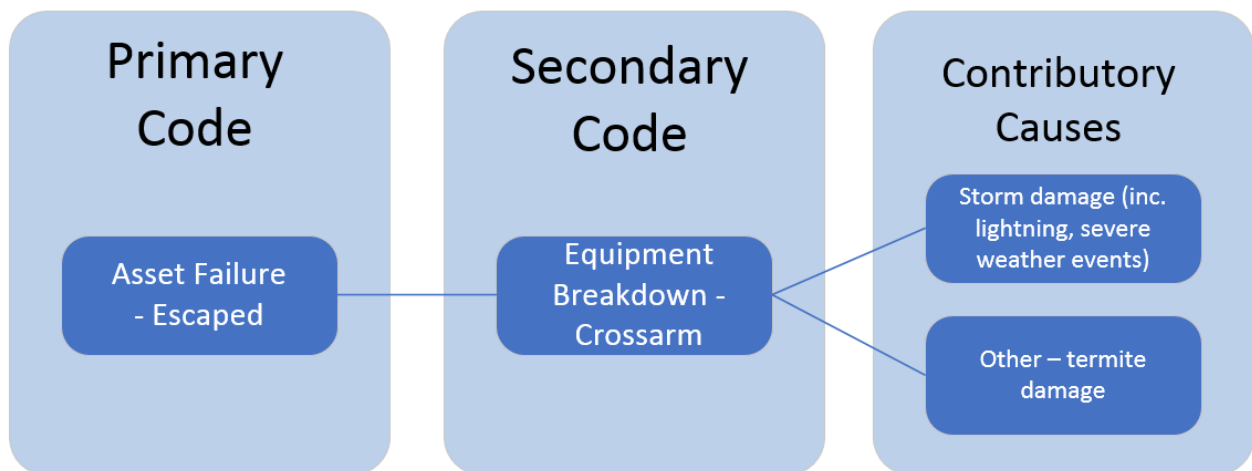 Primary
Code
Asset Failure
- Escaped
Secondary
Code
Equipment
Breakdown -
Crossarm
Contributory
Causes
Storm damage (inc.
lightning, severe
weather events)
Other – termite
damage